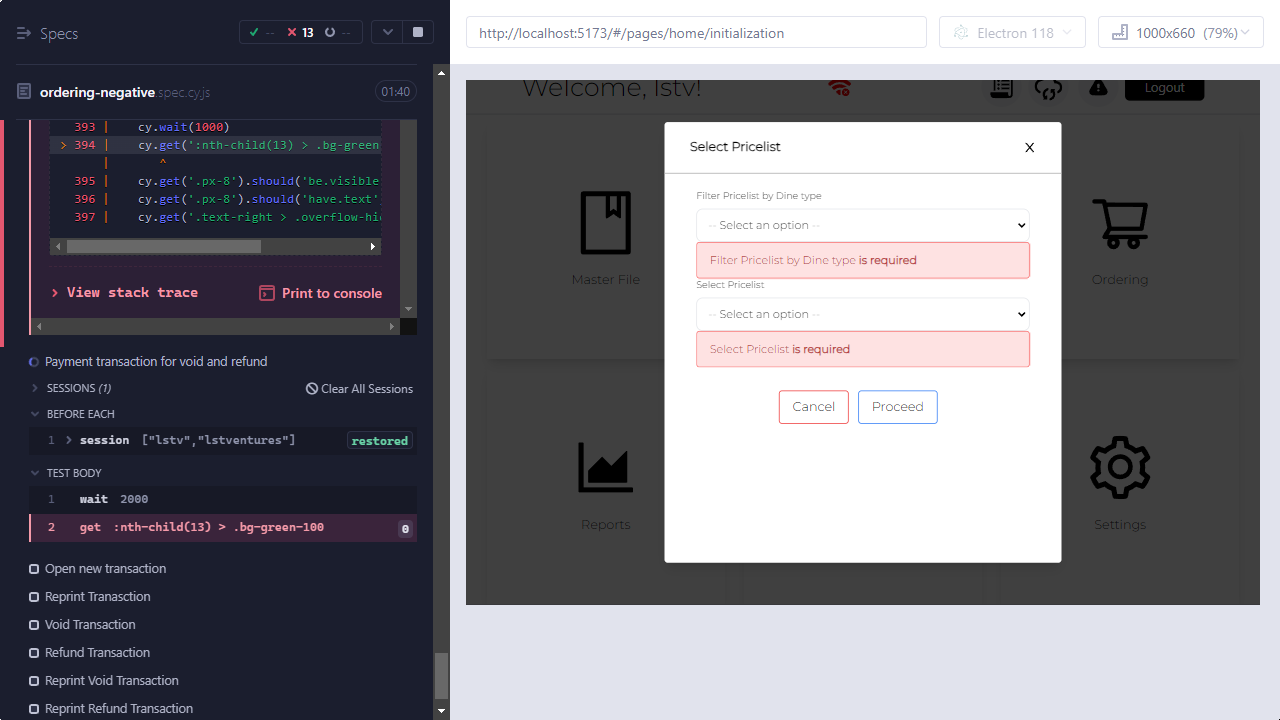 Specs
-- 13 --
ordering-negative.spec.cy.js 01:40
393 | cy.wait(1000)
> 394 | cy.get(':nth-child(13) > .bg-green
| ^
395 | cy.get('.px-8').should('be.visible
396 | cy.get('.px-8').should('have.text'
397 | cy.get('.text-right > .overflow-hi
View stack trace
Print to console
Payment transaction for void and refund
SESSIONS (1)
Clear All Sessions
BEFORE EACH
1 session ["lstv","lstventures"] restored
TEST BODY
1 wait 2000
2 get :nth-child(13) > .bg-green-100 0
Open new transaction
Reprint Tranasction
Void Transaction
Refund Transaction
Reprint Void Transaction
Reprint Refund Transaction
http://localhost:5173/#/pages/home/initialization
Electron 118
1000x660 (79%)
Welcome, lstv!
Logout
Select Pricelist
X
Filter Pricelist by Dine type
-- Select an option --
Filter Pricelist by Dine type is required
Select Pricelist
-- Select an option --
Select Pricelist is required
Cancel
Proceed
Master File
Ordering
Reports
Settings